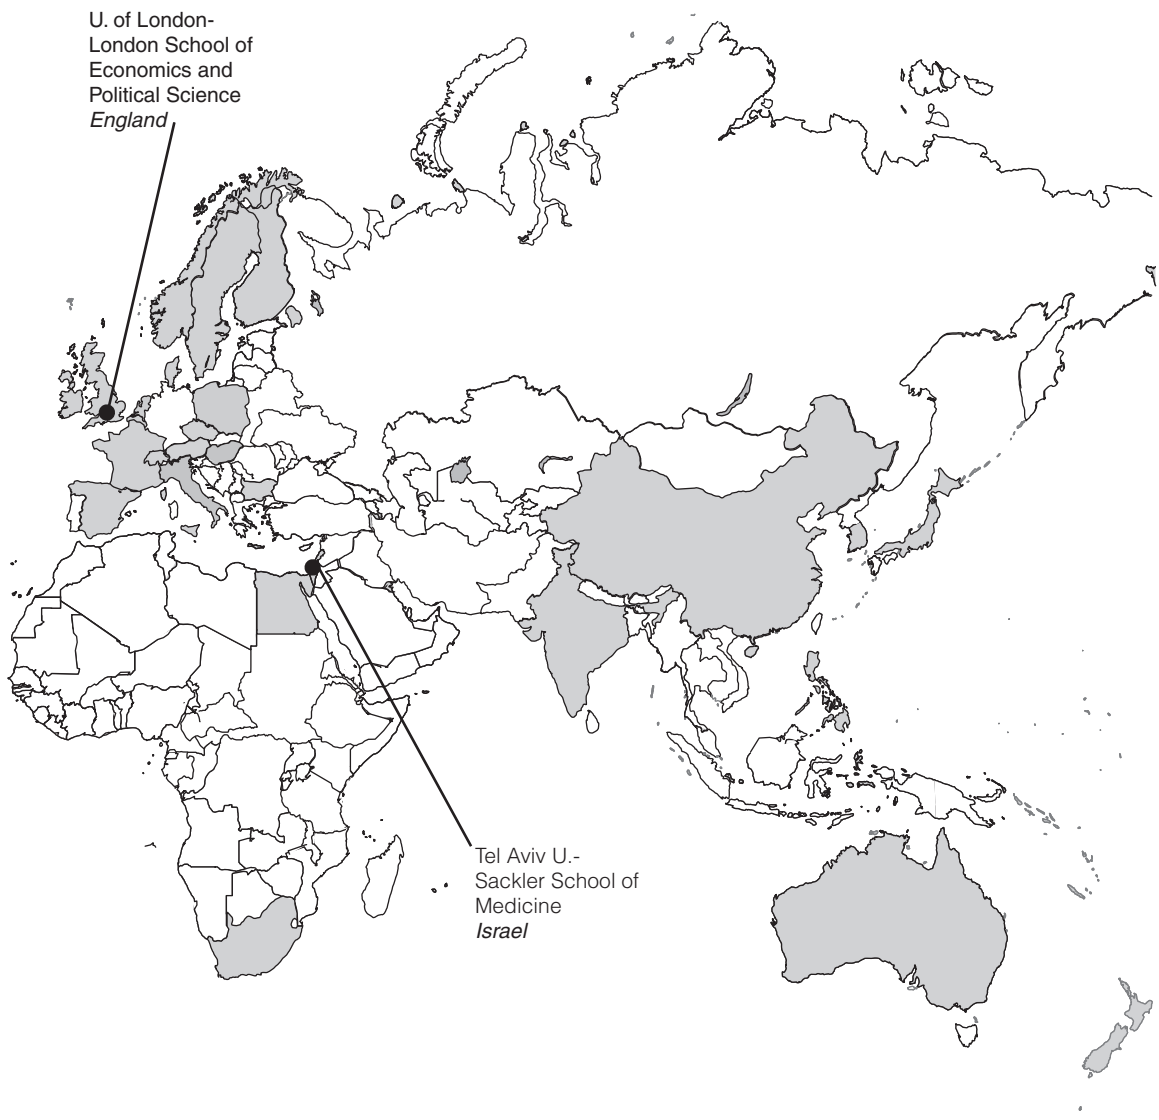 U. of London-
London School of
Economics and
Political Science
England
Tel Aviv U.-
Sackler School of
Medicine
Israel